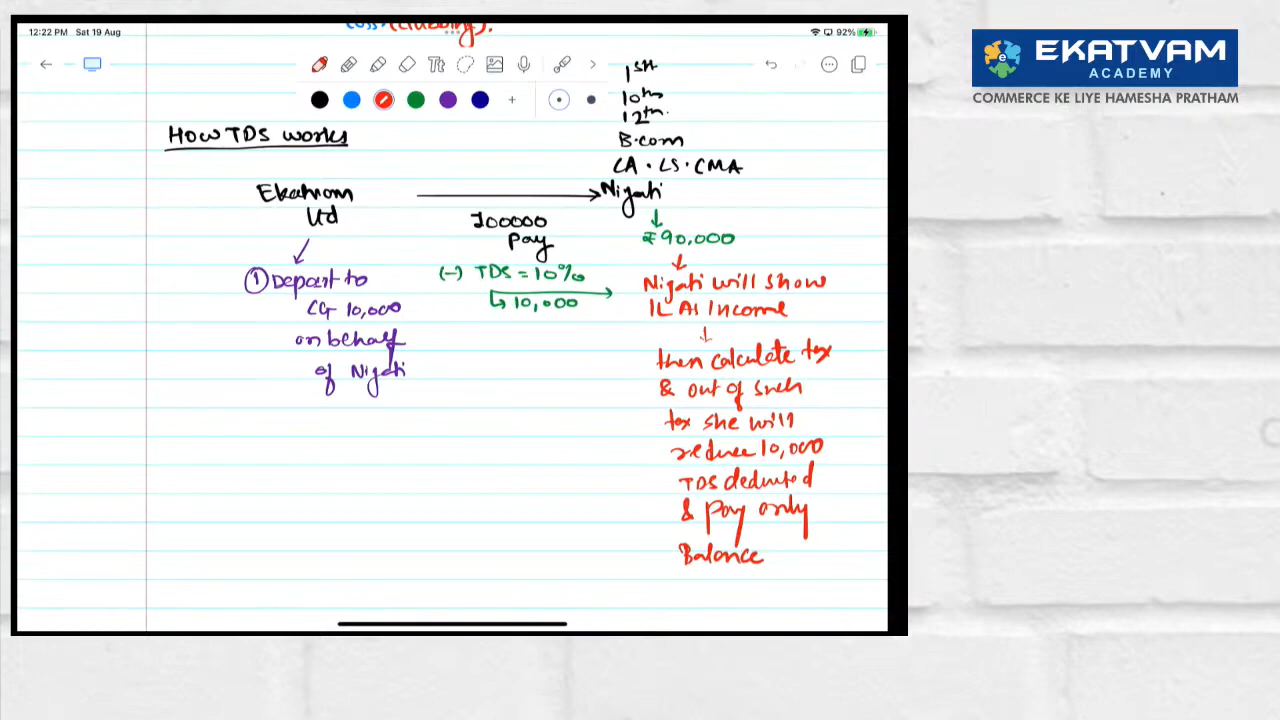 12:22 PM Sat 19 Aug
92%
Loss. (clubbing).
Tt
EKATVAM
ACADEMY
COMMERCE KE LIYE HAMESHA PRATHAM
1st
10th
12th.
B.com
CA . CS . CMA
How TDS works
Ekatvam
Ltd
Nigati
100000
Pay
₹90,000
(-) TDS = 10%
10,000
① Deposit to
CG 10,000
on behalf
of Nigati
Nigati will show
1L As Income
then calculate tax
& out of such
tax she will
reduce 10,000
TDS deducted
& Pay only
Balance